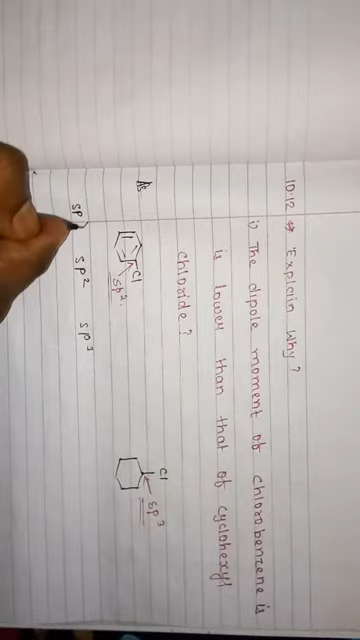 10.12 ⇒ Explain Why?
i) The dipole moment of chlorobenzene is
is lower than that of cyclohexyl
chloride?
As
Cl
sp2.
Cl
sp3
sp sp2 sp3